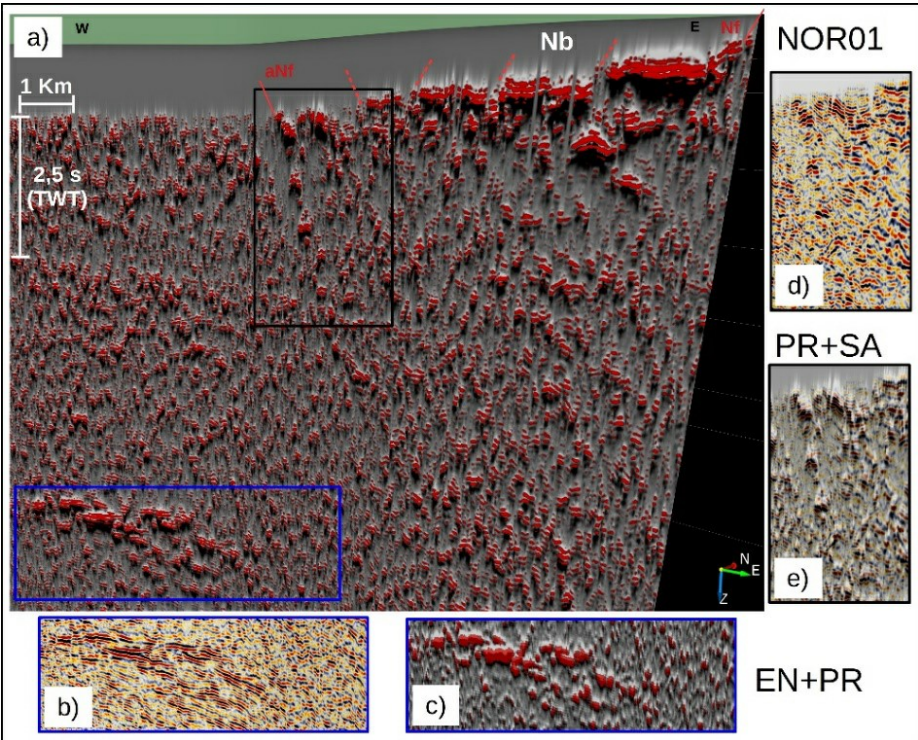 a)
W
Nb
E
Nf
NOR01
aNf
1 Km
2,5 s
(TWT)
d)
PR+SA
e)
N
E
Z
b)
c)
EN+PR